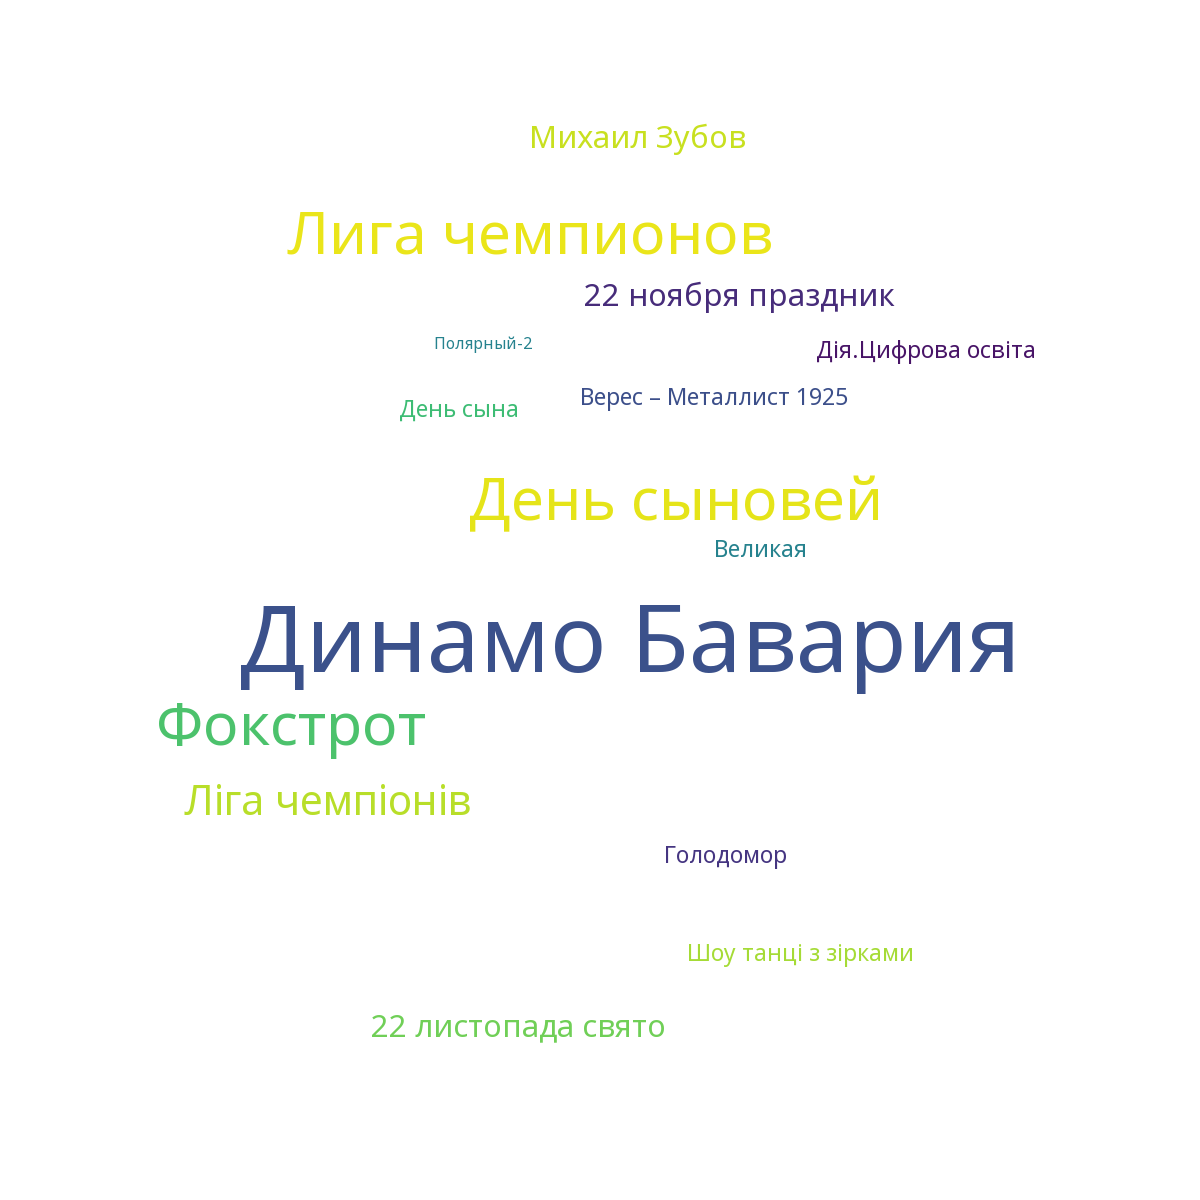 Михаил Зубов
Лига чемпионов
22 ноября праздник
Полярный-2
Дія.Цифрова освіта
Верес – Металлист 1925
День сына
День сыновей
Великая
Динамо Бавария
Фокстрот
Ліга чемпіонів
Голодомор
Шоу танці з зірками
22 листопада свято